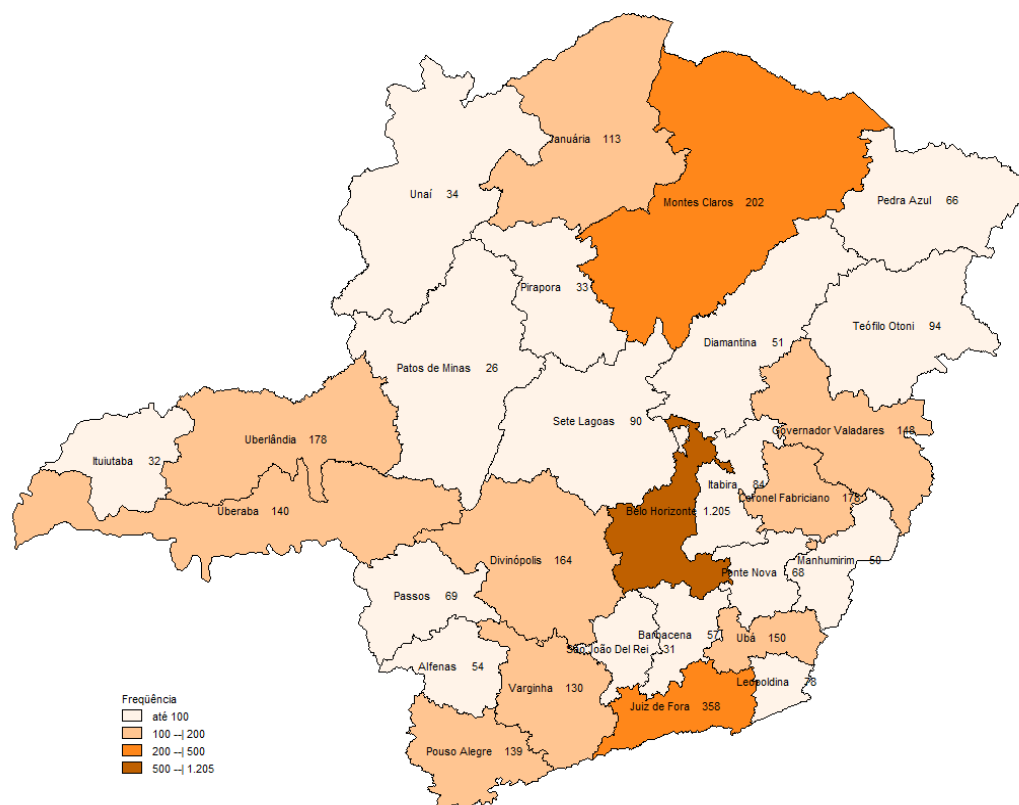 Januária 113
Unaí 34
Montes Claros 202
Pedra Azul 66
Pirapora 33
Teófilo Otoni 94
Diamantina 51
Patos de Minas 26
Sete Lagoas 90
Governador Valadares 148
Uberlândia 178
Ituiutaba 32
Itabira 84
Coronel Fabriciano 178
Uberaba 140
Belo Horizonte 1.205
Divinópolis 164
Manhumirim 50
Ponte Nova 68
Passos 69
Barbacena 57
Ubá 150
São João Del Rei 31
Alfenas 54
Leopoldina 78
Varginha 130
Juiz de Fora 358
Pouso Alegre 139
Freqüência
até 100
100 --| 200
200 --| 500
500 --| 1.205